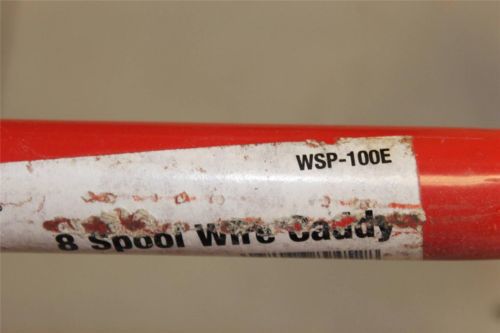 WSP-100E
8 Spool Wire Caddy